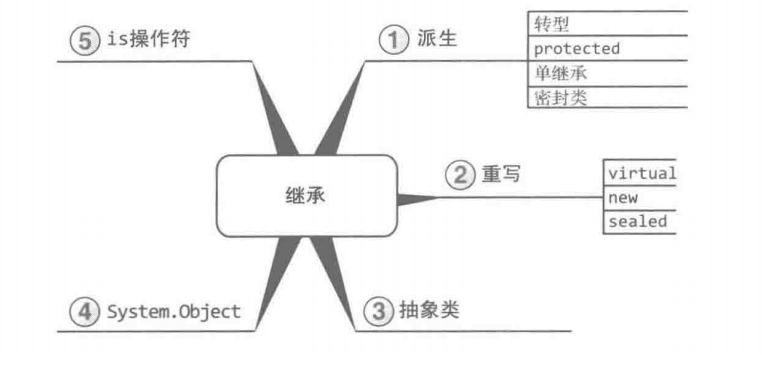 继承
① 派生
转型
protected
单继承
密封类
② 重写
virtual
new
sealed
③ 抽象类
④ System.Object
⑤ is操作符